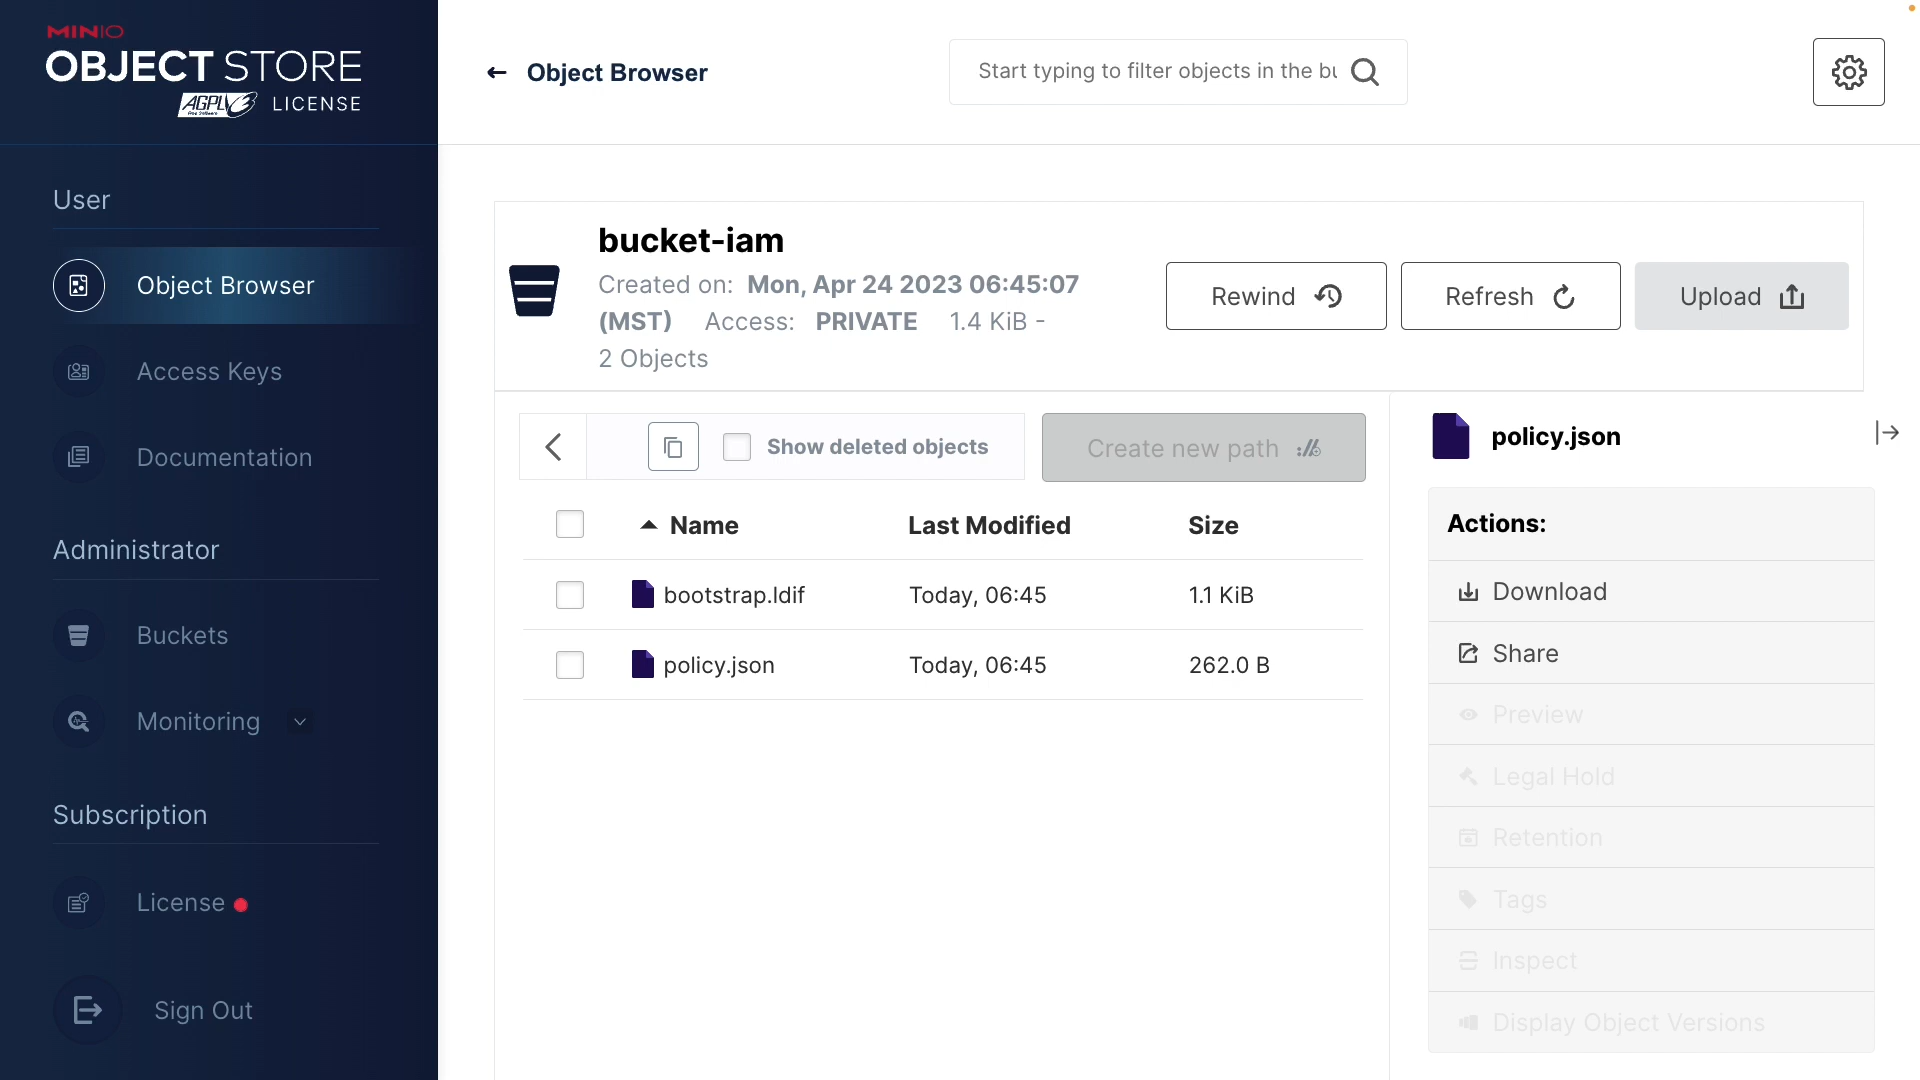 MINIO
OBJECT STORE
AGPL LICENSE
User
Object Browser
Access Keys
Documentation
Administrator
Buckets
Monitoring
Subscription
License
Sign Out
Object Browser
Start typing to filter objects in the bu
bucket-iam
Created on: Mon, Apr 24 2023 06:45:07
(MST) Access: PRIVATE 1.4 KiB -
2 Objects
Rewind
Refresh
Upload
Show deleted objects
Create new path
Name Last Modified Size
bootstrap.ldif Today, 06:45 1.1 KiB
policy.json Today, 06:45 262.0 B
policy.json
Actions:
Download
Share
Preview
Legal Hold
Retention
Tags
Inspect
Display Object Versions